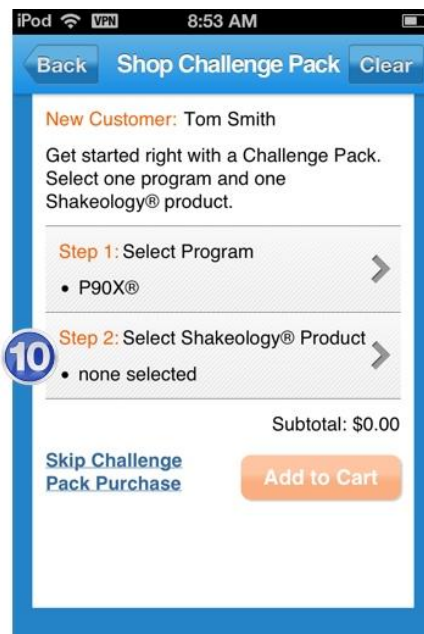 iPod VPN 8:53 AM
Back Shop Challenge Pack Clear
New Customer: Tom Smith
Get started right with a Challenge Pack.
Select one program and one
Shakeology® product.
Step 1: Select Program
• P90X®
10
Step 2: Select Shakeology® Product
• none selected
Subtotal: $0.00
Skip Challenge
Pack Purchase
Add to Cart